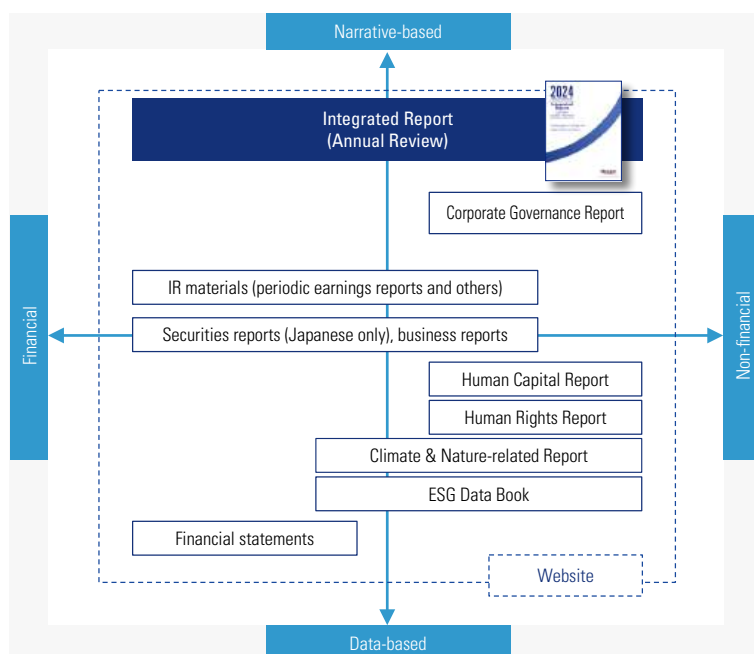 Narrative-based
Integrated Report
(Annual Review)
2024
Corporate Governance Report
IR materials (periodic earnings reports and others)
Securities reports (Japanese only), business reports
Financial
Non-financial
Human Capital Report
Human Rights Report
Climate & Nature-related Report
ESG Data Book
Financial statements
Website
Data-based